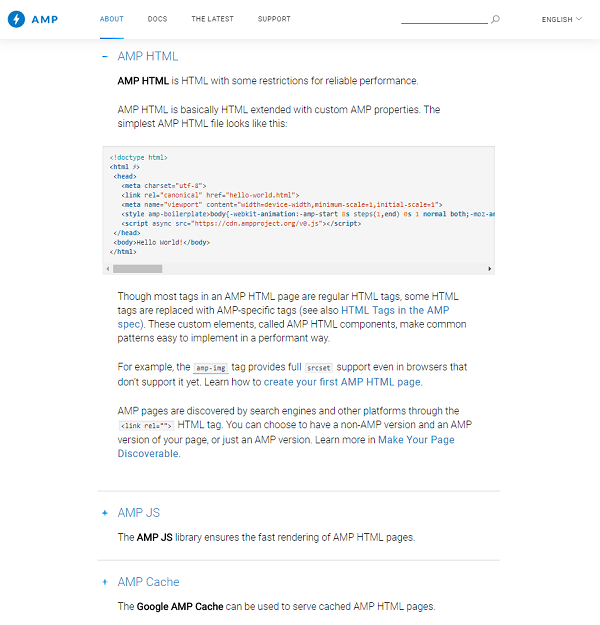 AMP ABOUT DOCS THE LATEST SUPPORT ENGLISH
AMP HTML
AMP HTML is HTML with some restrictions for reliable performance.
AMP HTML is basically HTML extended with custom AMP properties. The
simplest AMP HTML file looks like this:
<!doctype html>
<html ⚡>
<head>
<meta charset="utf-8">
<link rel="canonical" href="hello-world.html">
<meta name="viewport" content="width=device-width,minimum-scale=1,initial-scale=1">
<style amp-boilerplate>body{-webkit-animation:-amp-start 8s steps(1,end) 0s 1 normal both;-moz-an
<script async src="https://cdn.ampproject.org/v0.js"></script>
</head>
<body>Hello World!</body>
</html>
Though most tags in an AMP HTML page are regular HTML tags, some HTML
tags are replaced with AMP-specific tags (see also HTML Tags in the AMP
spec). These custom elements, called AMP HTML components, make common
patterns easy to implement in a performant way.
For example, the amp-img tag provides full srcset support even in browsers that
don't support it yet. Learn how to create your first AMP HTML page.
AMP pages are discovered by search engines and other platforms through the
<link rel=""> HTML tag. You can choose to have a non-AMP version and an AMP
version of your page, or just an AMP version. Learn more in Make Your Page
Discoverable.
AMP JS
The AMP JS library ensures the fast rendering of AMP HTML pages.
AMP Cache
The Google AMP Cache can be used to serve cached AMP HTML pages.